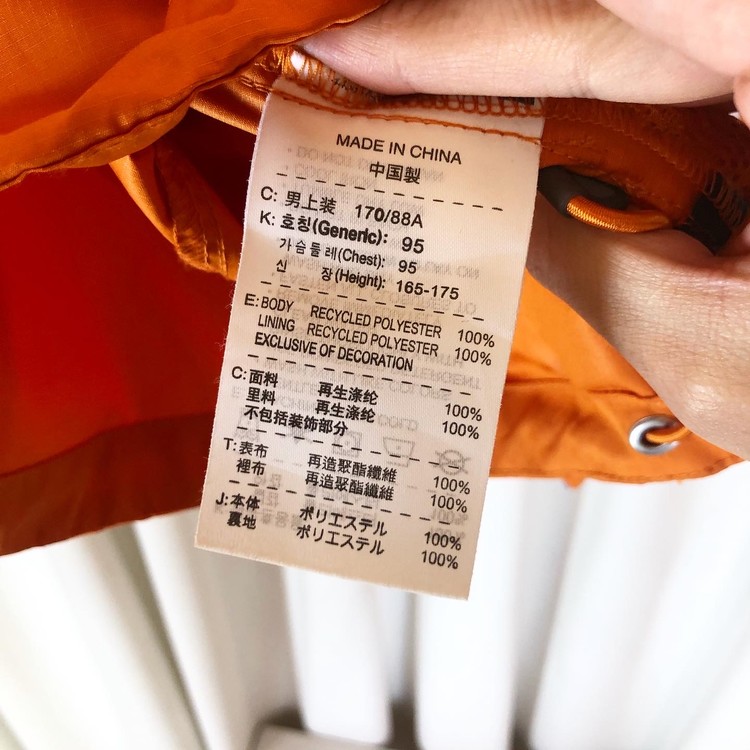 MADE IN CHINA
中国製
C: 男上装 170/88A
K: 호칭(Generic): 95
가슴둘레(Chest): 95
신 장(Height): 165-175
E: BODY RECYCLED POLYESTER 100%
LINING RECYCLED POLYESTER 100%
EXCLUSIVE OF DECORATION
C: 面料 再生涤纶 100%
里料 再生涤纶 100%
不包括装饰部分
T: 表布 再造聚酯纖維 100%
裡布 再造聚酯纖維 100%
J: 本体 ポリエステル 100%
裏地 ポリエステル 100%